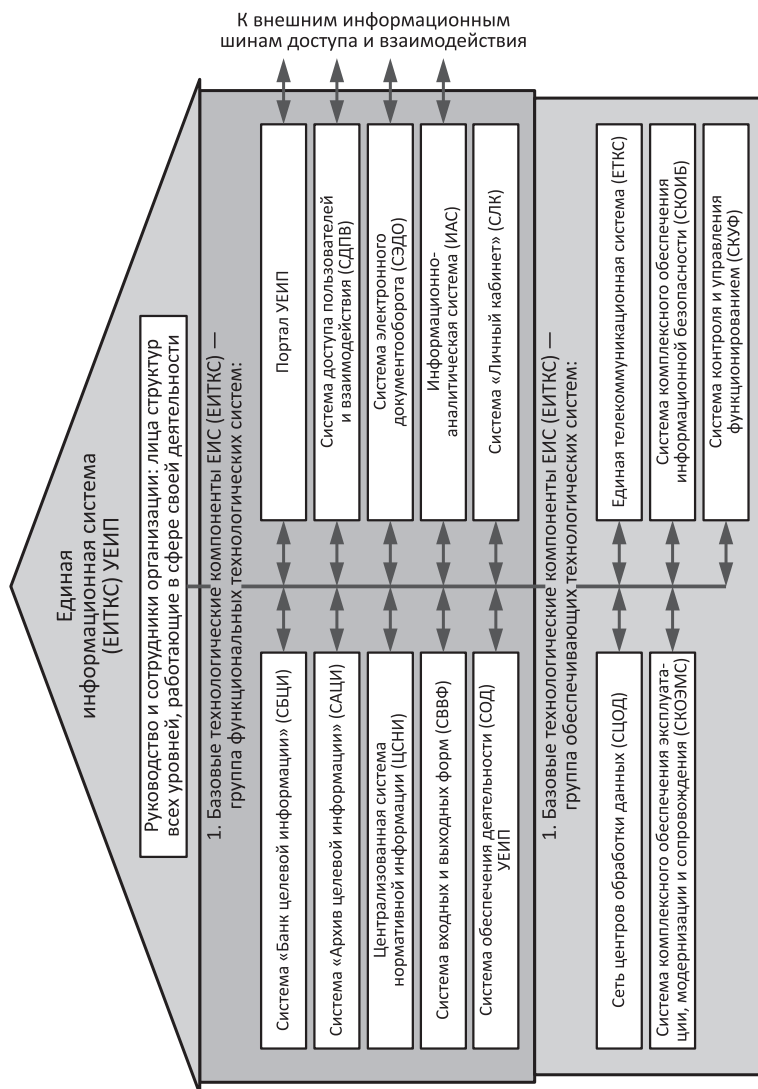 К внешним информационным
шинам доступа и взаимодействия
Единая
информационная система
(ЕИТКС) УЕИП
Руководство и сотрудники организации: лица структур
всех уровней, работающие в сфере своей деятельности
1. Базовые технологические компоненты ЕИС (ЕИТКС) —
группа функциональных технологических систем:
Система «Банк целевой информации» (СБЦИ)
Система «Архив целевой информации» (САЦИ)
Централизованная система
нормативной информации (ЦСНИ)
Система входных и выходных форм (СВВФ)
Система обеспечения деятельности (СОД)
УЕИП
Портал УЕИП
Система доступа пользователей
и взаимодействия (СДПВ)
Система электронного
документооборота (СЭДО)
Информационно-
аналитическая система (ИАС)
Система «Личный кабинет» (СЛК)
1. Базовые технологические компоненты ЕИС (ЕИТКС) —
группа обеспечивающих технологических систем:
Сеть центров обработки данных (СЦОД)
Система комплексного обеспечения эксплуата-
ции, модернизации и сопровождения (СКОЭМС)
Единая телекоммуникационная система (ЕТКС)
Система комплексного обеспечения
информационной безопасности (СКОИБ)
Система контроля и управления
функционированием (СКУФ)